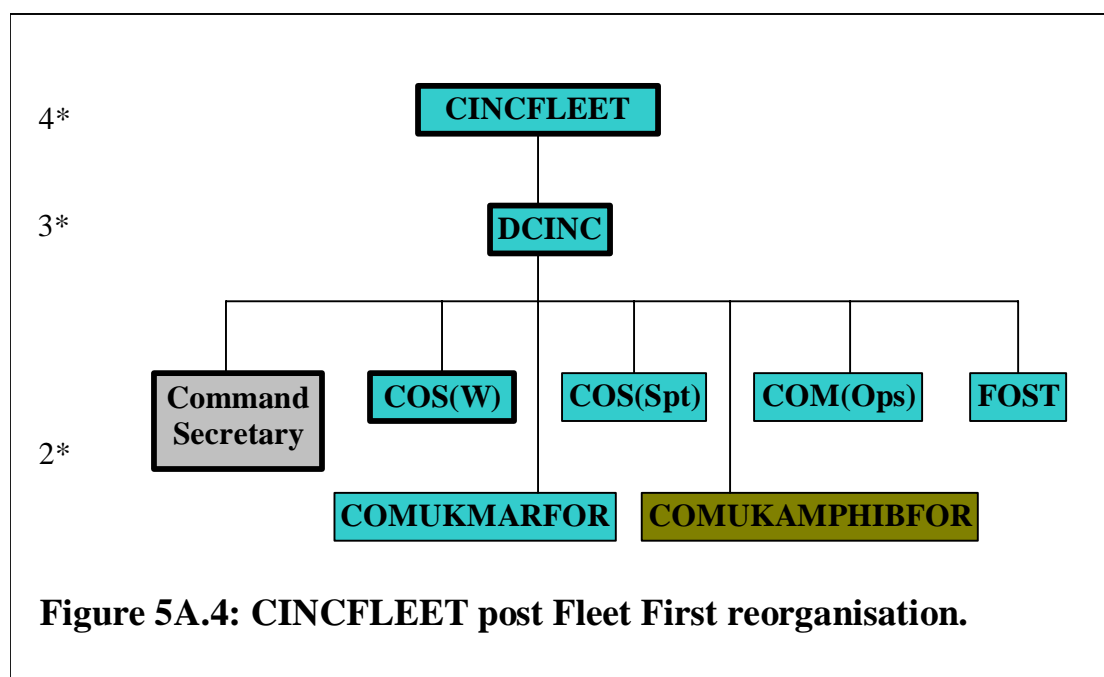 4*
CINCFLEET
3*
DCINC
Command
Secretary
COS(W)
COS(Spt)
COM(Ops)
FOST
2*
COMUKMARFOR
COMUKAMPHIBFOR
Figure 5A.4: CINCFLEET post Fleet First reorganisation.